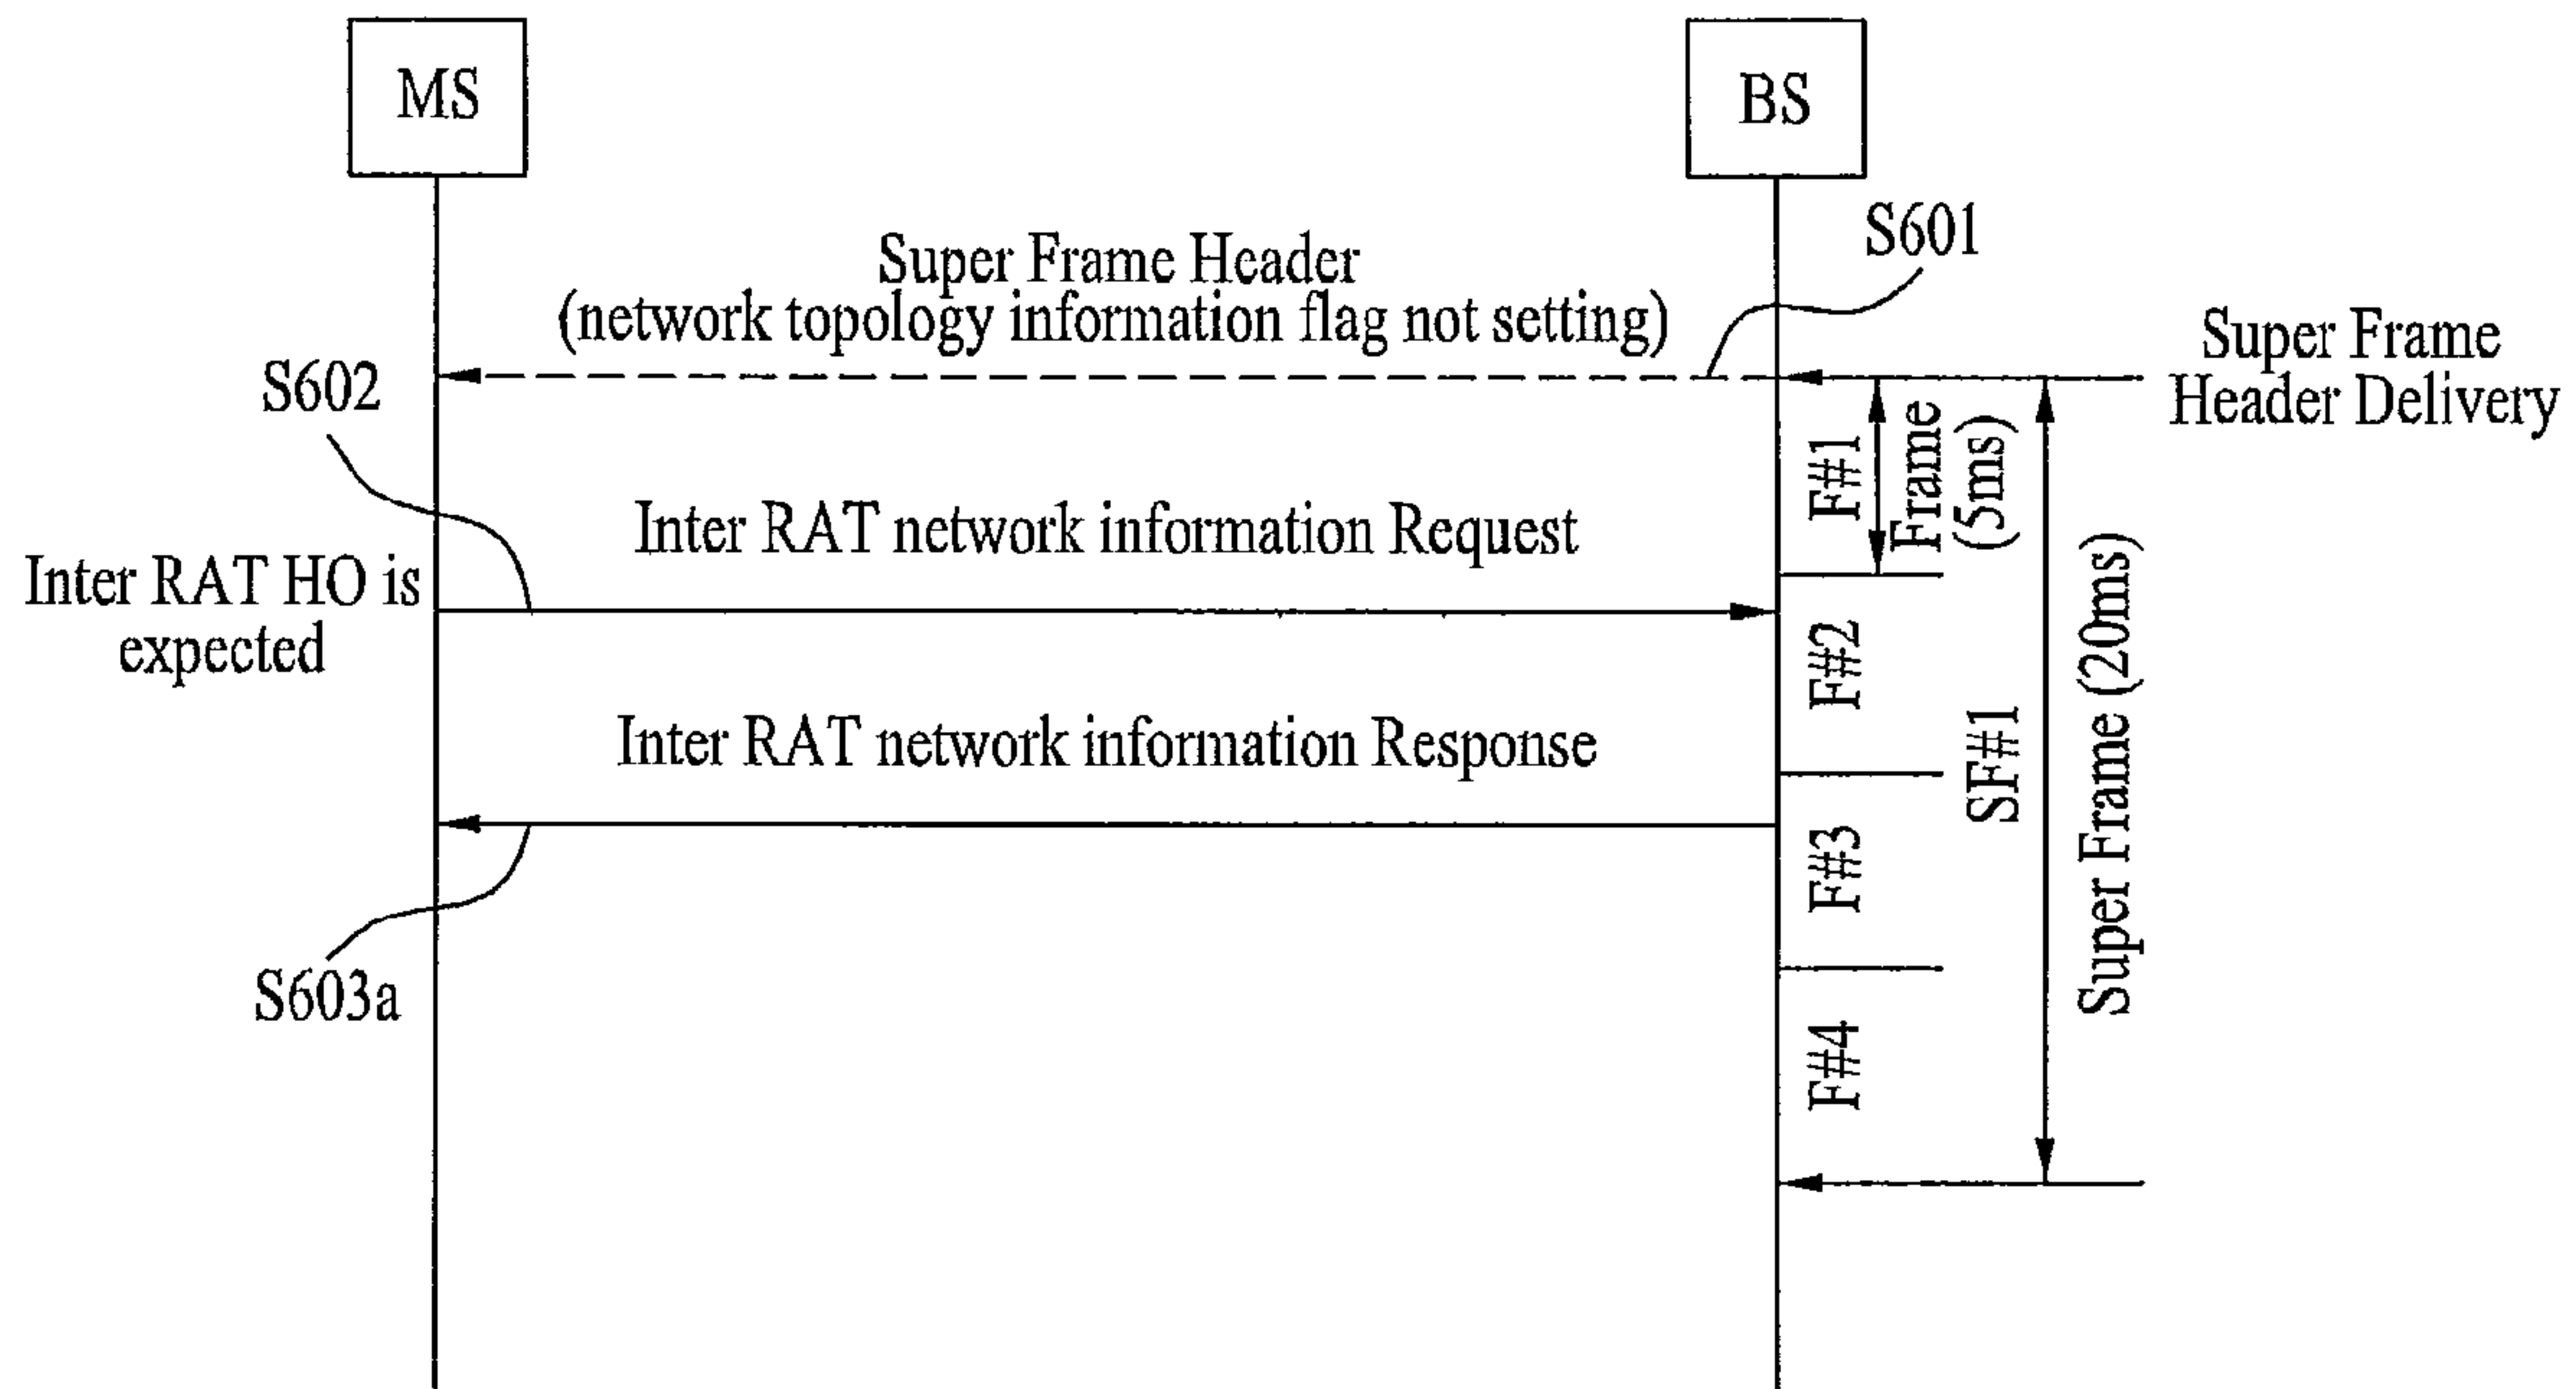 MS
BS
S601
Super Frame Header
(network topology information flag not setting)
Super Frame
Header Delivery
S602
F#1
Frame
(5ms)
Inter RAT network information Request
Inter RAT HO is
expected
F#2
Super Frame (20ms)
SF#1
Inter RAT network information Response
F#3
S603a
F#4